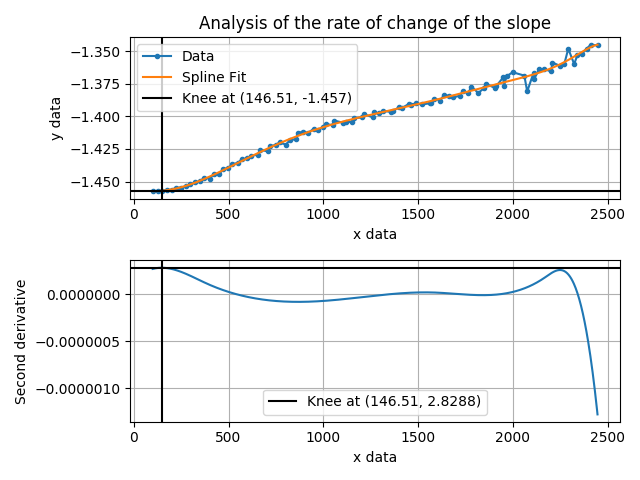 Analysis of the rate of change of the slope
−1.350
−1.375
−1.400
−1.425
−1.450
y data
Data
Spline Fit
Knee at (146.51, -1.457)
0
500
1000
1500
2000
2500
x data
0.0000000
−0.0000005
−0.0000010
Second derivative
Knee at (146.51, 2.8288)
0
500
1000
1500
2000
2500
x data